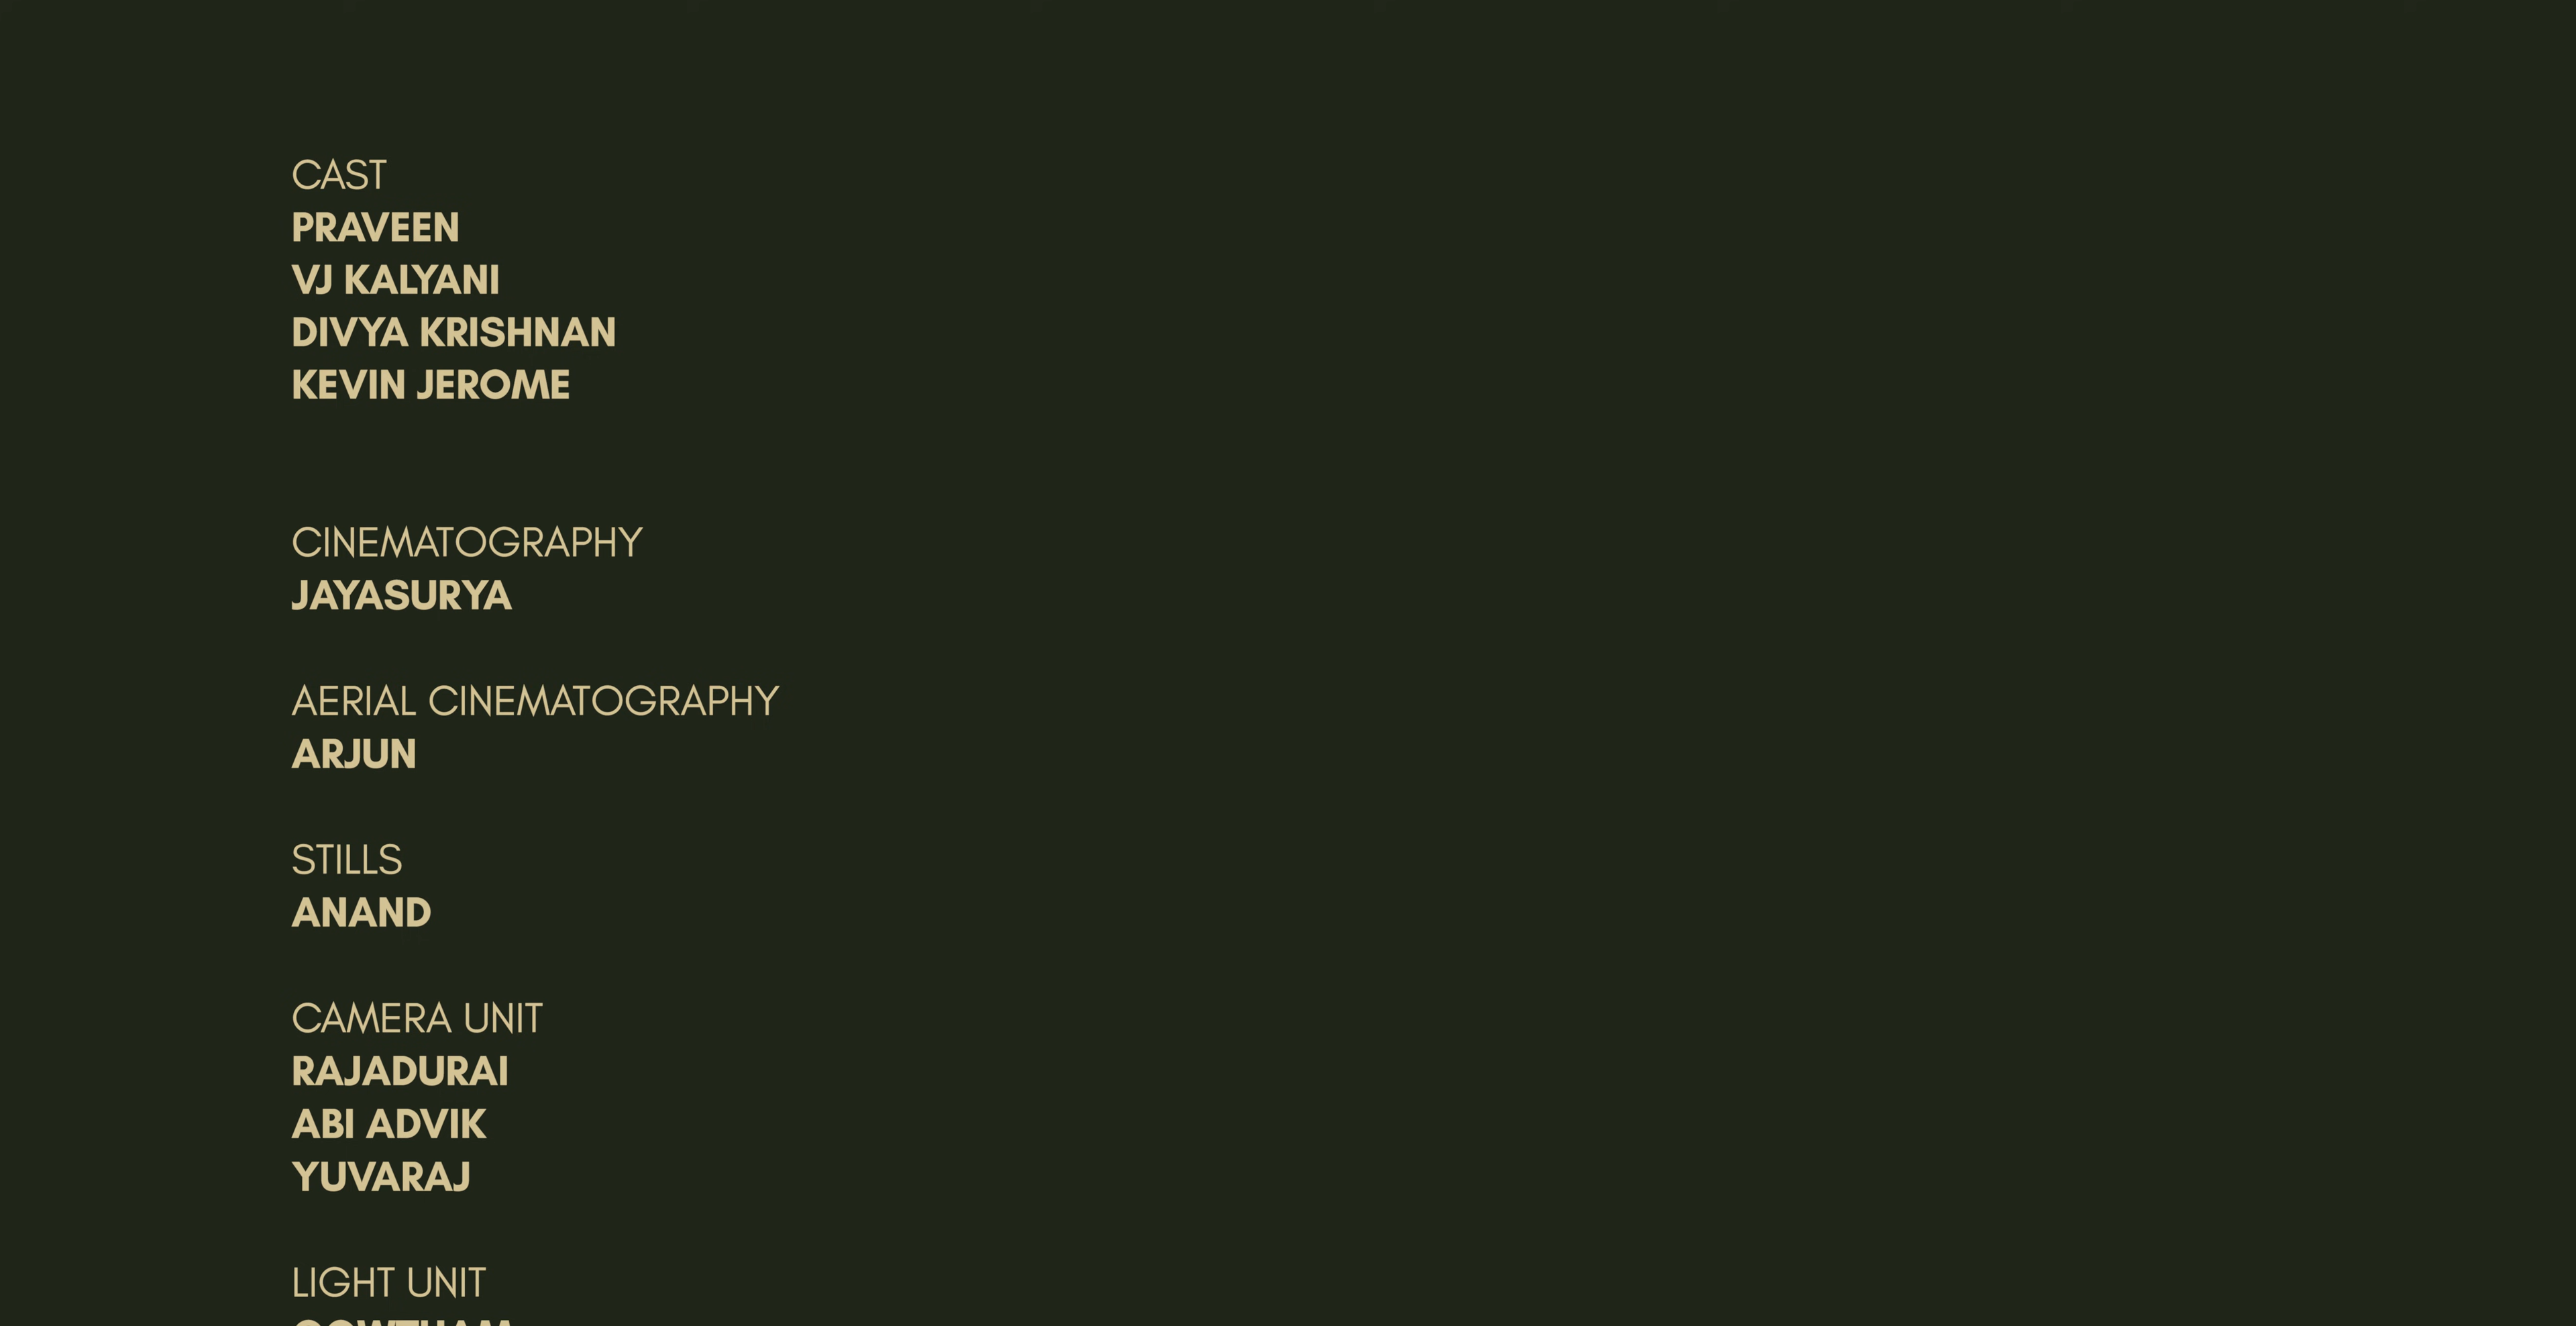 CAST
PRAVEEN
VJ KALYANI
DIVYA KRISHNAN
KEVIN JEROME
CINEMATOGRAPHY
JAYASURYA
AERIAL CINEMATOGRAPHY
ARJUN
STILLS
ANAND
CAMERA UNIT
RAJADURAI
ABI ADVIK
YUVARAJ
LIGHT UNIT